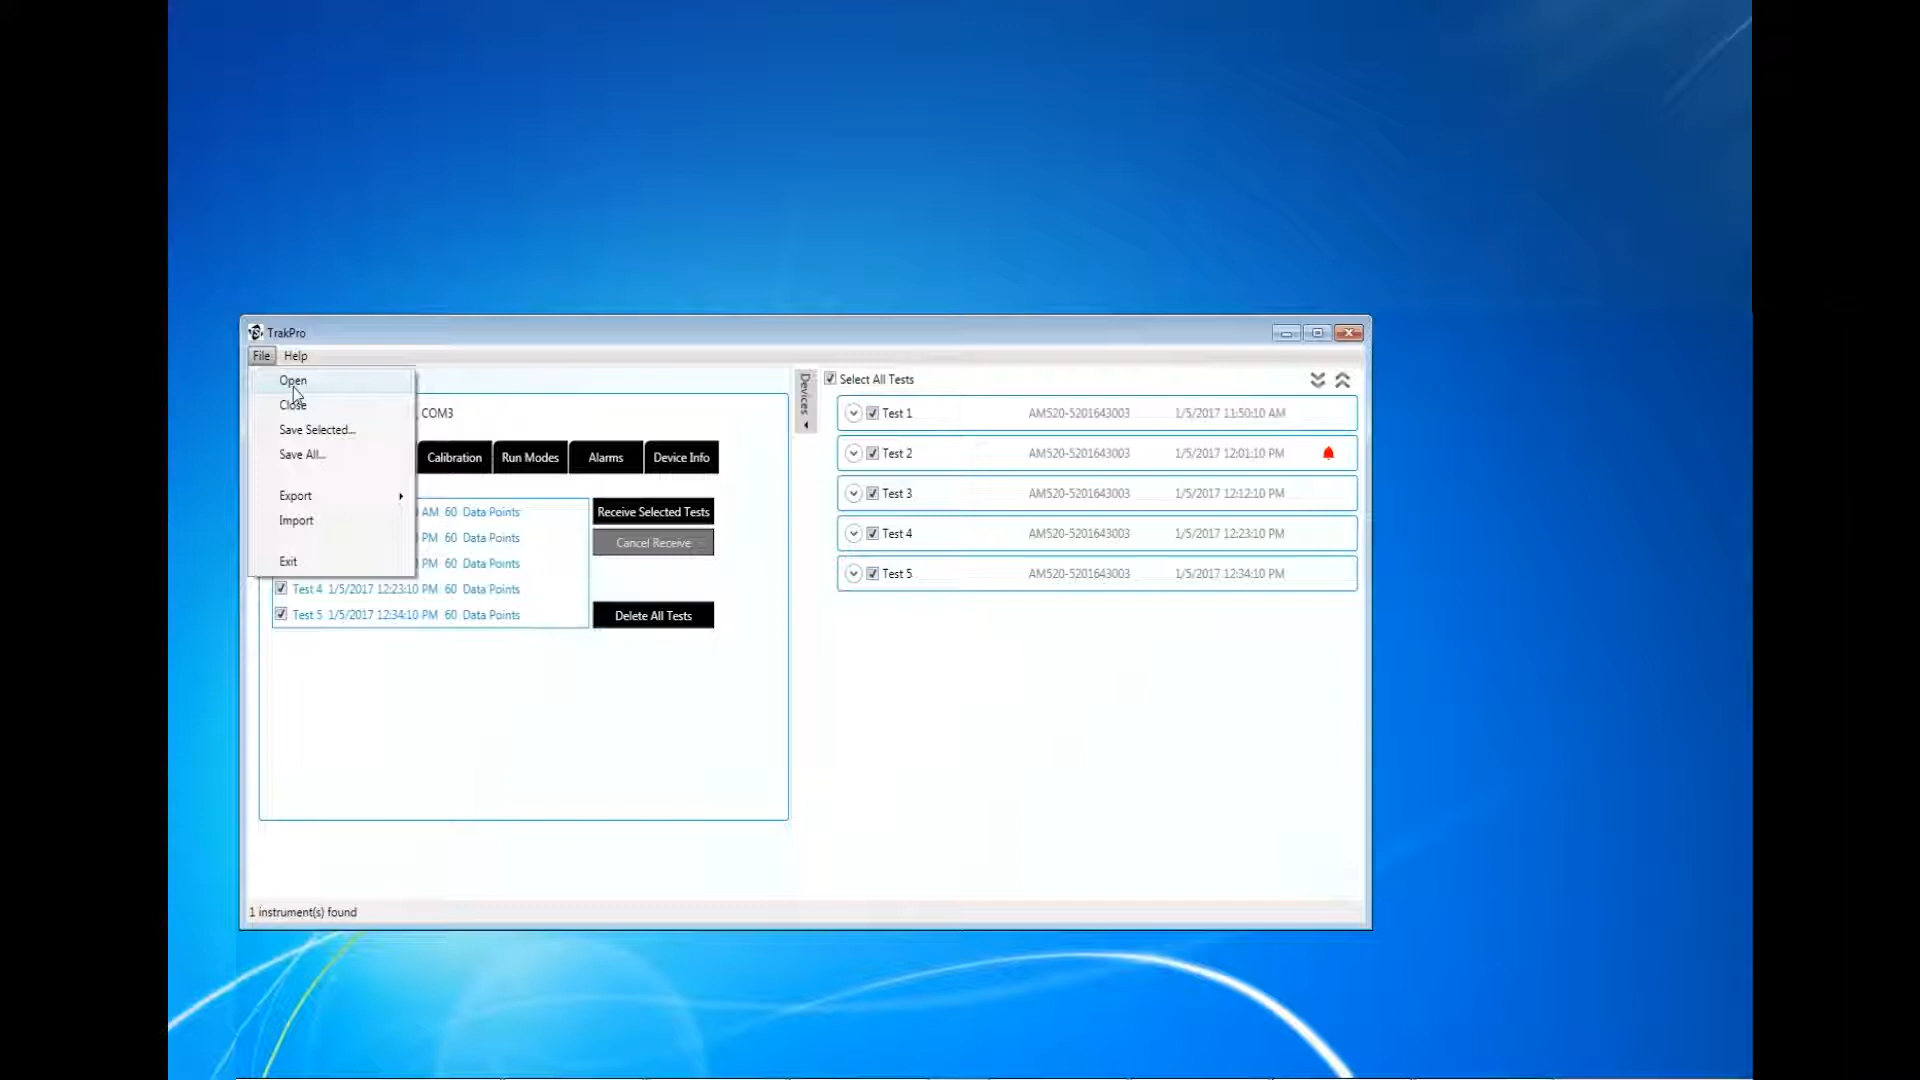 TrakPro
File Help
Open
Close
Save Selected...
Save All...
Export
Import
Exit
COM3
Calibration Run Modes Alarms Device Info
AM 60 Data Points
PM 60 Data Points
PM 60 Data Points
Test 4 1/5/2017 12:23:10 PM 60 Data Points
Test 5 1/5/2017 12:34:10 PM 60 Data Points
Receive Selected Tests
Cancel Receive
Delete All Tests
Devices
Select All Tests
Test 1 AM520-5201643003 1/5/2017 11:50:10 AM
Test 2 AM520-5201643003 1/5/2017 12:01:10 PM
Test 3 AM520-5201643003 1/5/2017 12:12:10 PM
Test 4 AM520-5201643003 1/5/2017 12:23:10 PM
Test 5 AM520-5201643003 1/5/2017 12:34:10 PM
1 instrument(s) found